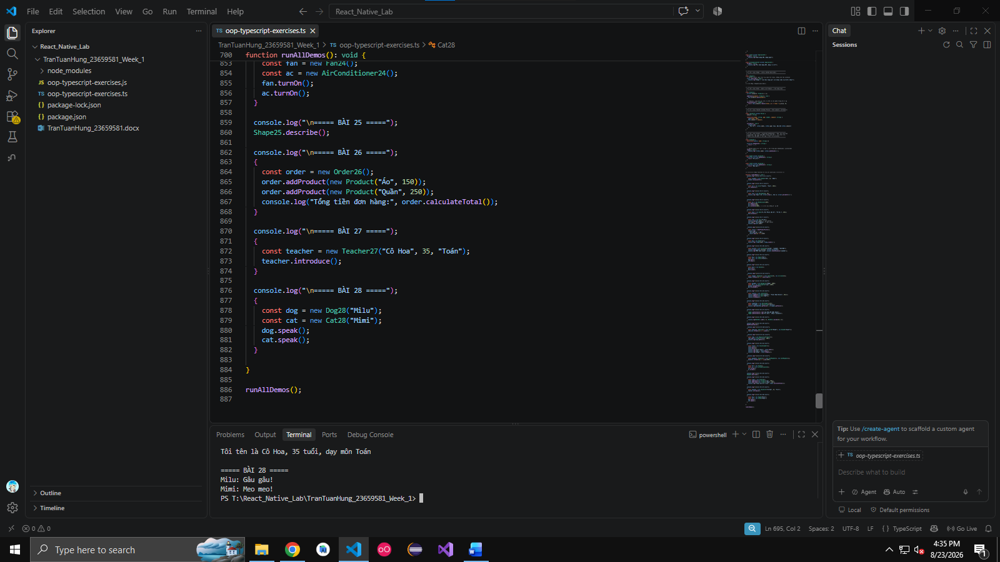 File Edit Selection View Go Run Terminal Help
React_Native_Lab
Explorer
React_Native_Lab
TranTuanHung_23659581_Week_1
node_modules
JS oop-typescript-exercises.js
TS oop-typescript-exercises.ts
{} package-lock.json
{} package.json
TranTuanHung_23659581.docx
Outline
Timeline
TS oop-typescript-exercises.ts
TranTuanHung_23659581_Week_1 > TS oop-typescript-exercises.ts > Cat28
700 function runAllDemos(): void {
853 const fan = new Fan24();
854 const ac = new AirConditioner24();
855 fan.turnOn();
856 ac.turnOn();
857 }
858
859 console.log("\n===== BÀI 25 =====");
860 Shape25.describe();
861
862 console.log("\n===== BÀI 26 =====");
863 {
864 const order = new Order26();
865 order.addProduct(new Product("Áo", 150));
866 order.addProduct(new Product("Quần", 250));
867 console.log("Tổng tiền đơn hàng:", order.calculateTotal());
868 }
869
870 console.log("\n===== BÀI 27 =====");
871 {
872 const teacher = new Teacher27("Cô Hoa", 35, "Toán");
873 teacher.introduce();
874 }
875
876 console.log("\n===== BÀI 28 =====");
877 {
878 const dog = new Dog28("Milu");
879 const cat = new Cat28("Mimi");
880 dog.speak();
881 cat.speak();
882 }
883
884 }
885
886 runAllDemos();
887
Problems Output Terminal Ports Debug Console
powershell
Tôi tên là Cô Hoa, 35 tuổi, dạy môn Toán
===== BÀI 28 =====
Milu: Gâu gâu!
Mimi: Meo meo!
PS T:\React_Native_Lab\TranTuanHung_23659581_Week_1>
Chat
Sessions
Tip: Use /create-agent to scaffold a custom agent
for your workflow.
TS oop-typescript-exercises.ts
Describe what to build
Agent Auto
Local Default permissions
0 0
Ln 695, Col 2 Spaces: 2 UTF-8 LF {} TypeScript Go Live
Type here to search
4:35 PM
8/23/2026
1